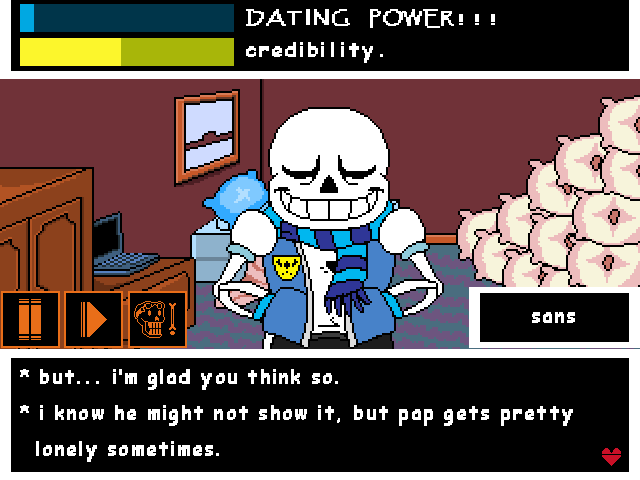 DATING POWER!!!
credibility.
sans
* but... i'm glad you think so.
* i know he might not show it, but pap gets pretty
lonely sometimes.